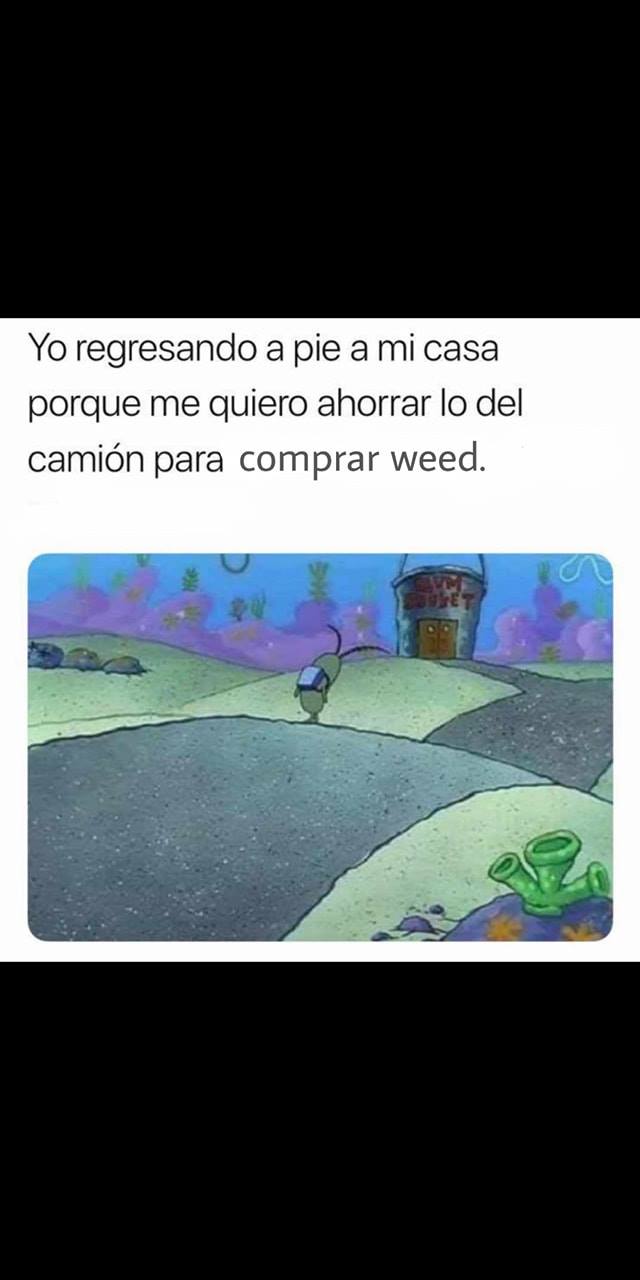 Yo regresando a pie a mi casa
porque me quiero ahorrar lo del
camión para comprar weed.